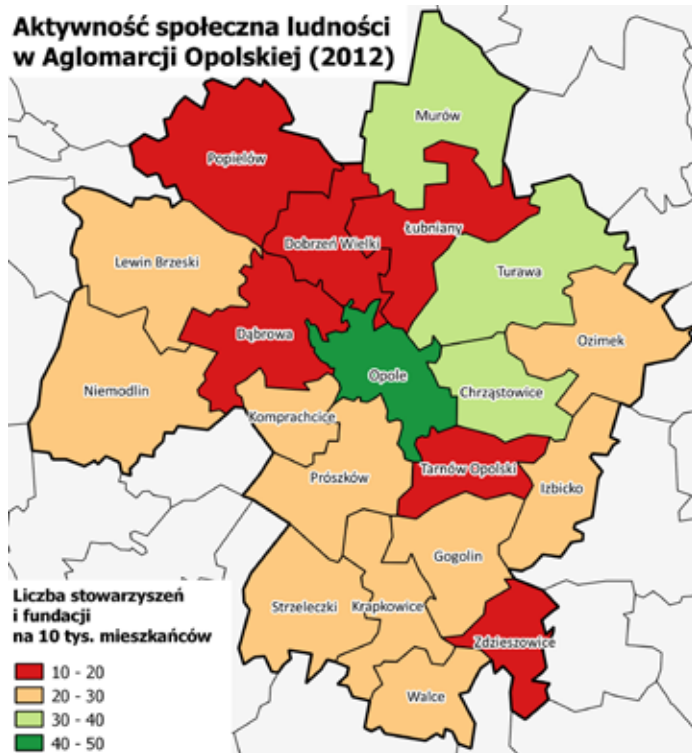 Aktywność społeczna ludności
w Aglomarcji Opolskiej (2012)
Murów
Popielów
Dobrzeń Wielki
Łubniany
Lewin Brzeski
Turawa
Dąbrowa
Ozimek
Opole
Niemodlin
Chrząstowice
Komprachcice
Tarnów Opolski
Prószków
Izbicko
Gogolin
Strzeleczki
Krapkowice
Zdzieszowice
Walce
Liczba stowarzyszeń
i fundacji
na 10 tys. mieszkańców
10 - 20
20 - 30
30 - 40
40 - 50